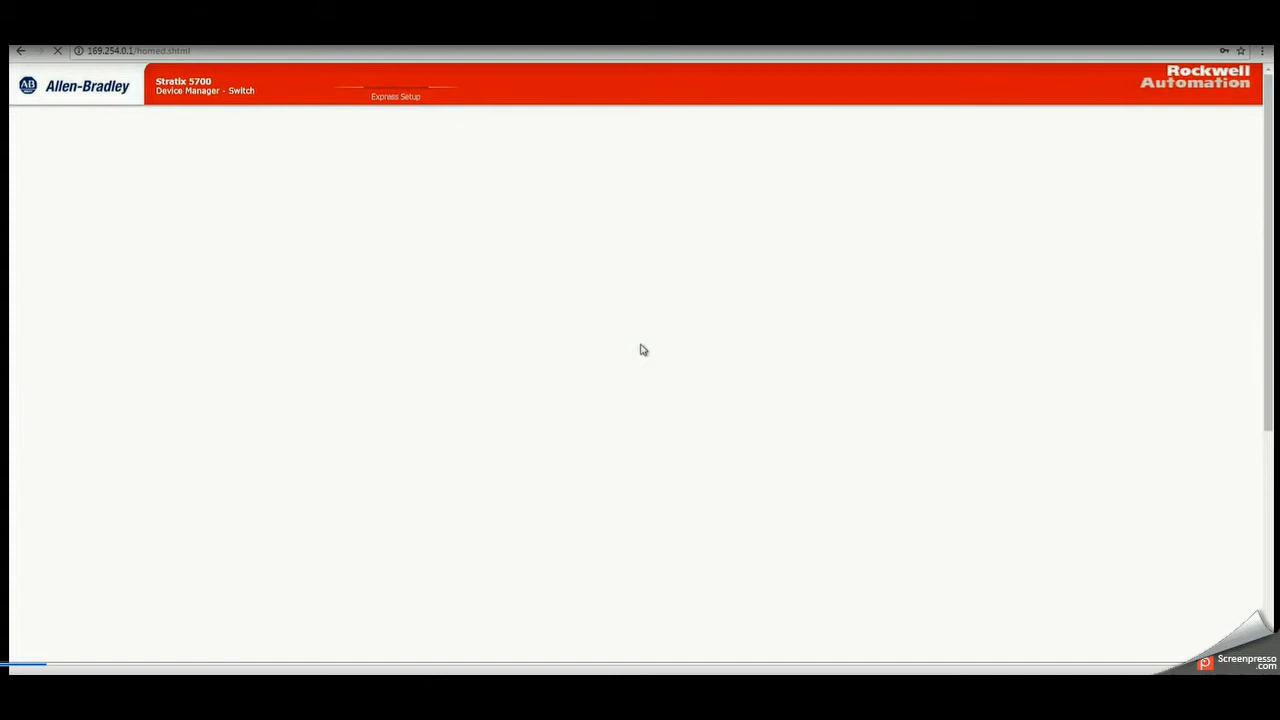 169.254.0.1/homed.shtml
AB Allen-Bradley
Stratix 5700
Device Manager - Switch
Express Setup
Rockwell
Automation
Screenpresso
.com